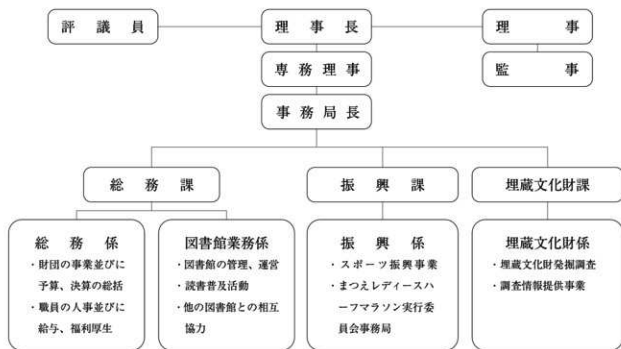 評議員
理事長
理事
専務理事
監事
事務局長
総務課
振興課
埋蔵文化財課
総務係
・財団の事業並びに
予算、決算の総括
・職員の人事並びに
給与、福利厚生
図書館業務係
・図書館の管理、運営
・読書普及活動
・他の図書館との相互
協力
振興係
・スポーツ振興事業
・まつえレディースハ
ーフマラソン実行委
員会事務局
埋蔵文化財係
・埋蔵文化財発掘調査
・調査情報提供事業